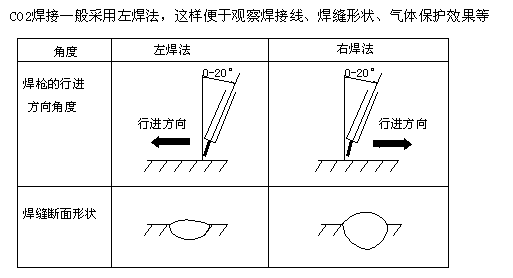 CO2焊接一般采用左焊法，这样便于观察焊接线、焊缝形状、气体保护效果等
角度
左焊法
右焊法
焊枪的行进
方向角度
0-20°
行进方向
0-20°
行进方向
焊缝断面形状